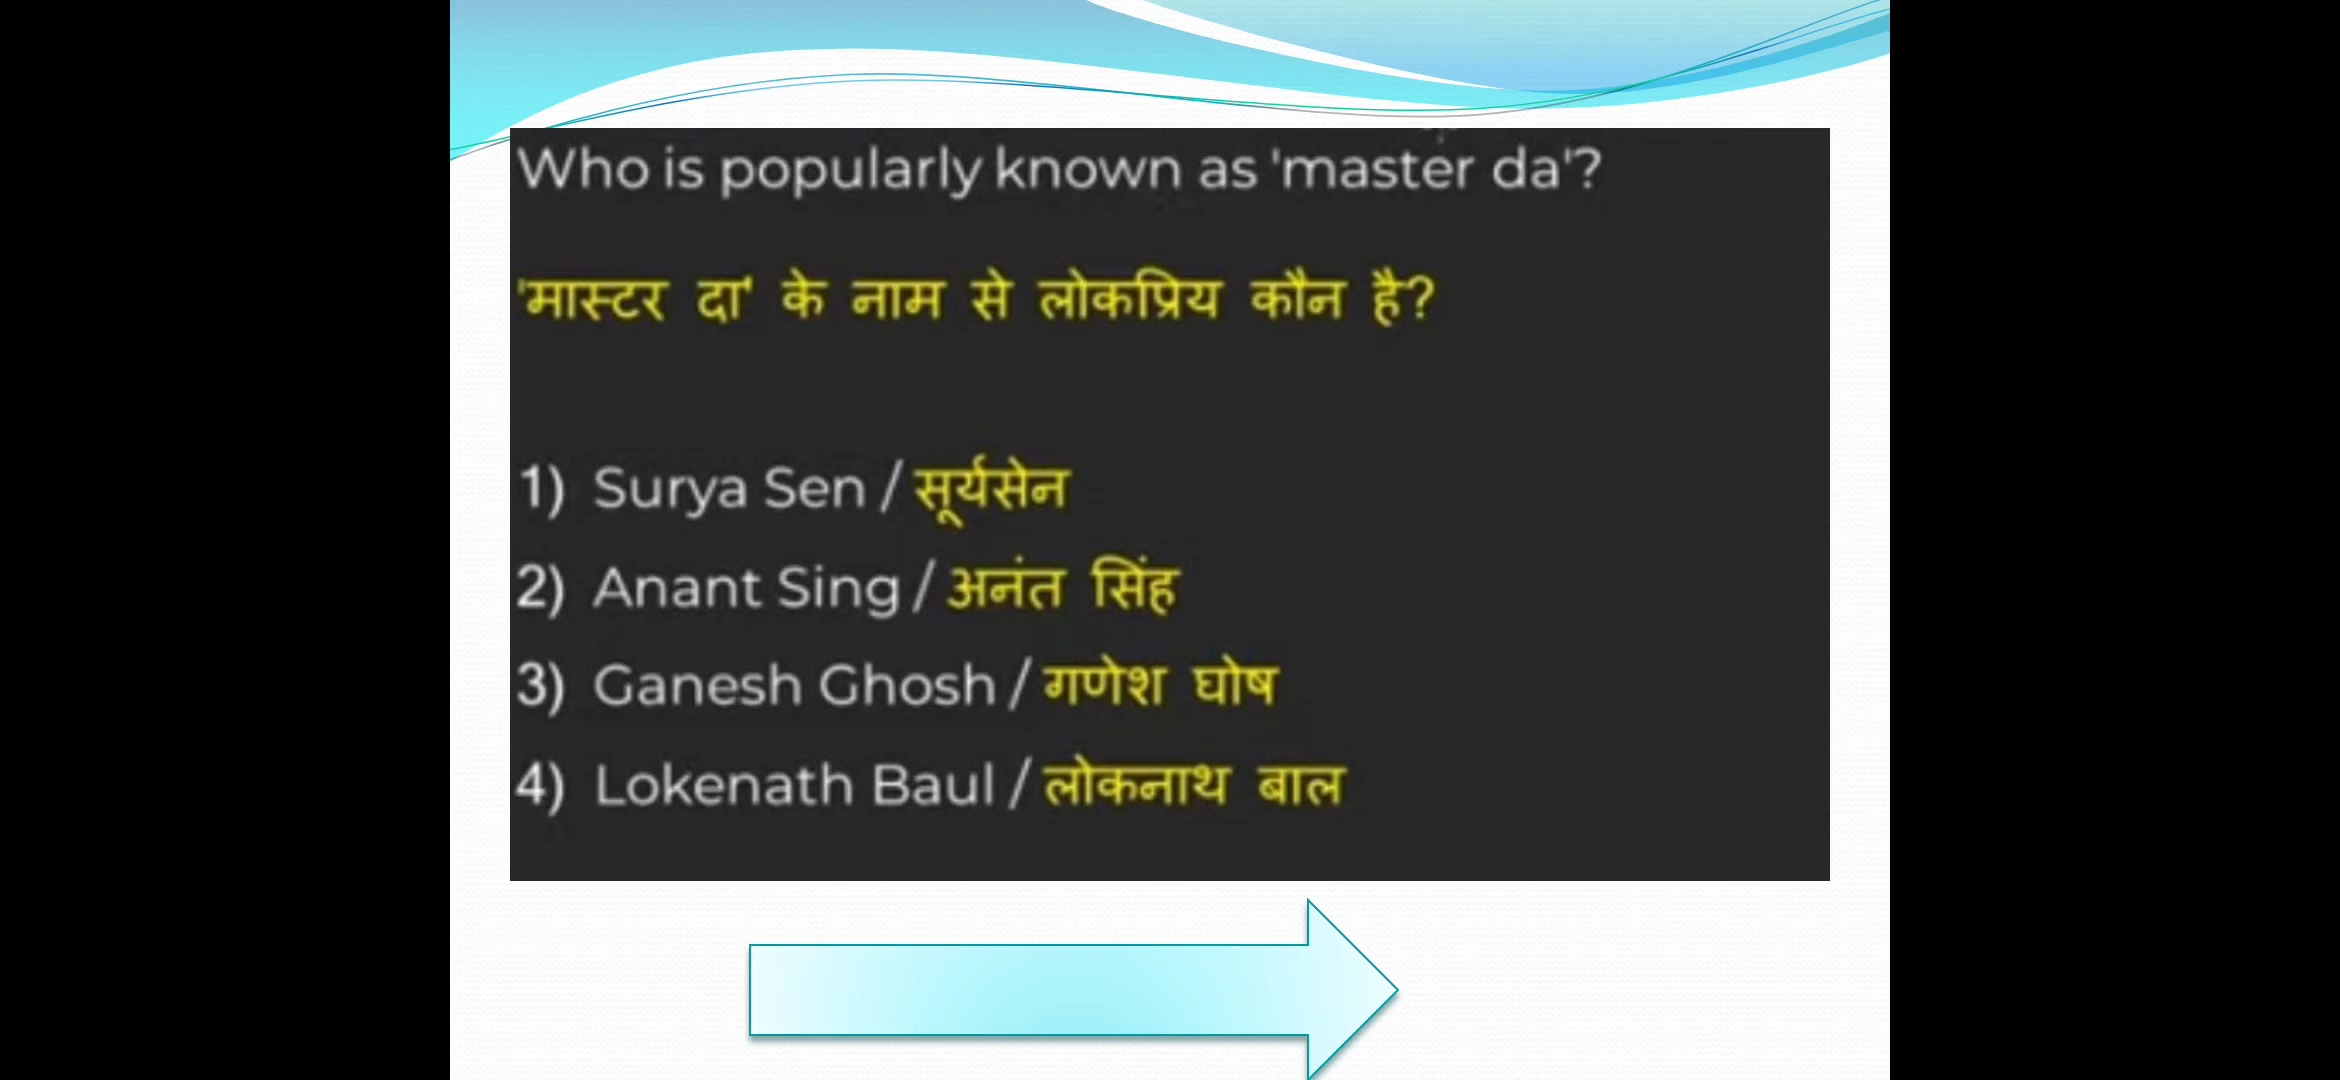 Who is popularly known as 'master da'?
'मास्टर दा' के नाम से लोकप्रिय कौन है?
1) Surya Sen / सूर्यसेन
2) Anant Sing / अनंत सिंह
3) Ganesh Ghosh / गणेश घोष
4) Lokenath Baul / लोकनाथ बाल